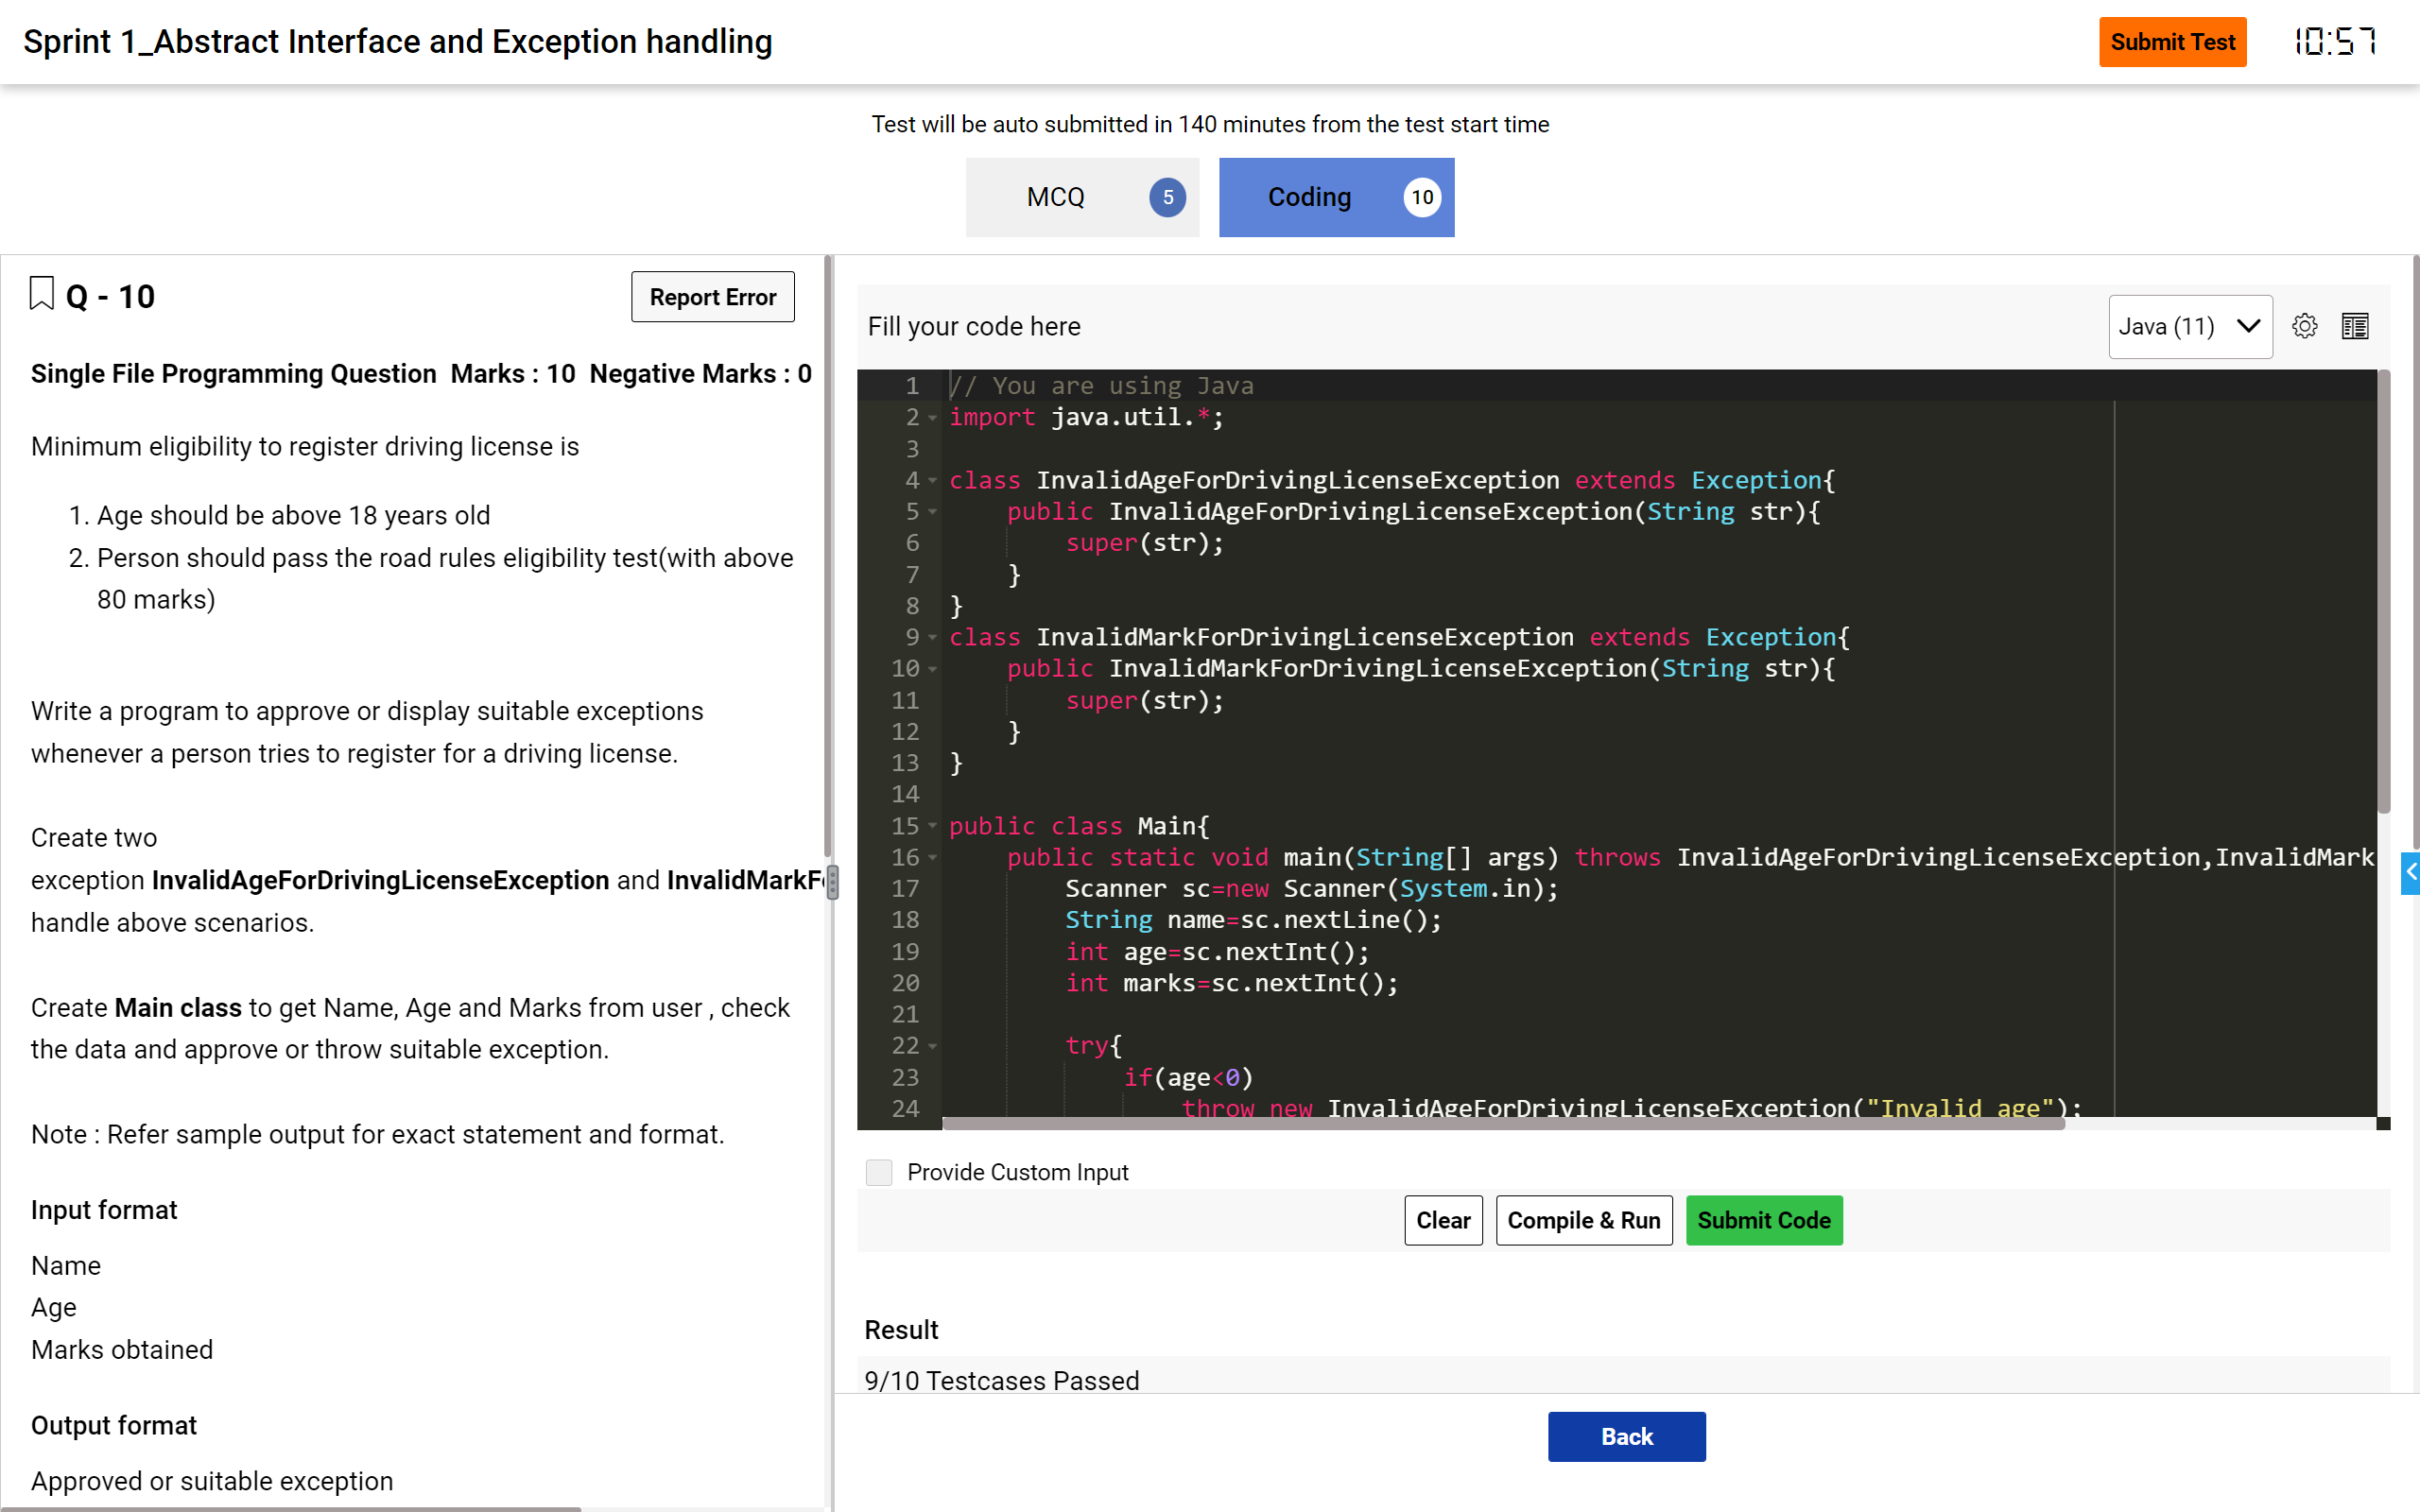 Sprint 1_Abstract Interface and Exception handling
Submit Test
10:57
Test will be auto submitted in 140 minutes from the test start time
MCQ 5
Coding 10
Q - 10
Report Error
Single File Programming Question Marks : 10 Negative Marks : 0
Minimum eligibility to register driving license is
1. Age should be above 18 years old
2. Person should pass the road rules eligibility test(with above
80 marks)
Write a program to approve or display suitable exceptions
whenever a person tries to register for a driving license.
Create two
exception InvalidAgeForDrivingLicenseException and InvalidMarkF
handle above scenarios.
Create Main class to get Name, Age and Marks from user , check
the data and approve or throw suitable exception.
Note : Refer sample output for exact statement and format.
Input format
Name
Age
Marks obtained
Output format
Approved or suitable exception
Fill your code here
Java (11)
1 // You are using Java
2 import java.util.*;
3
4 class InvalidAgeForDrivingLicenseException extends Exception{
5 public InvalidAgeForDrivingLicenseException(String str){
6 super(str);
7 }
8 }
9 class InvalidMarkForDrivingLicenseException extends Exception{
10 public InvalidMarkForDrivingLicenseException(String str){
11 super(str);
12 }
13 }
14
15 public class Main{
16 public static void main(String[] args) throws InvalidAgeForDrivingLicenseException,InvalidMark
17 Scanner sc=new Scanner(System.in);
18 String name=sc.nextLine();
19 int age=sc.nextInt();
20 int marks=sc.nextInt();
21
22 try{
23 if(age<0)
24 throw new InvalidAgeForDrivingLicenseException("Invalid age");
Provide Custom Input
Clear
Compile & Run
Submit Code
Result
9/10 Testcases Passed
Back